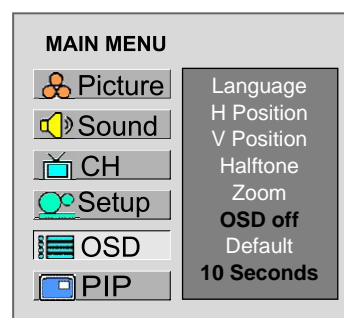 MAIN MENU
Picture
Sound
CH
Setup
OSD
PIP
Language
H Position
V Position
Halftone
Zoom
OSD off
Default
10 Seconds